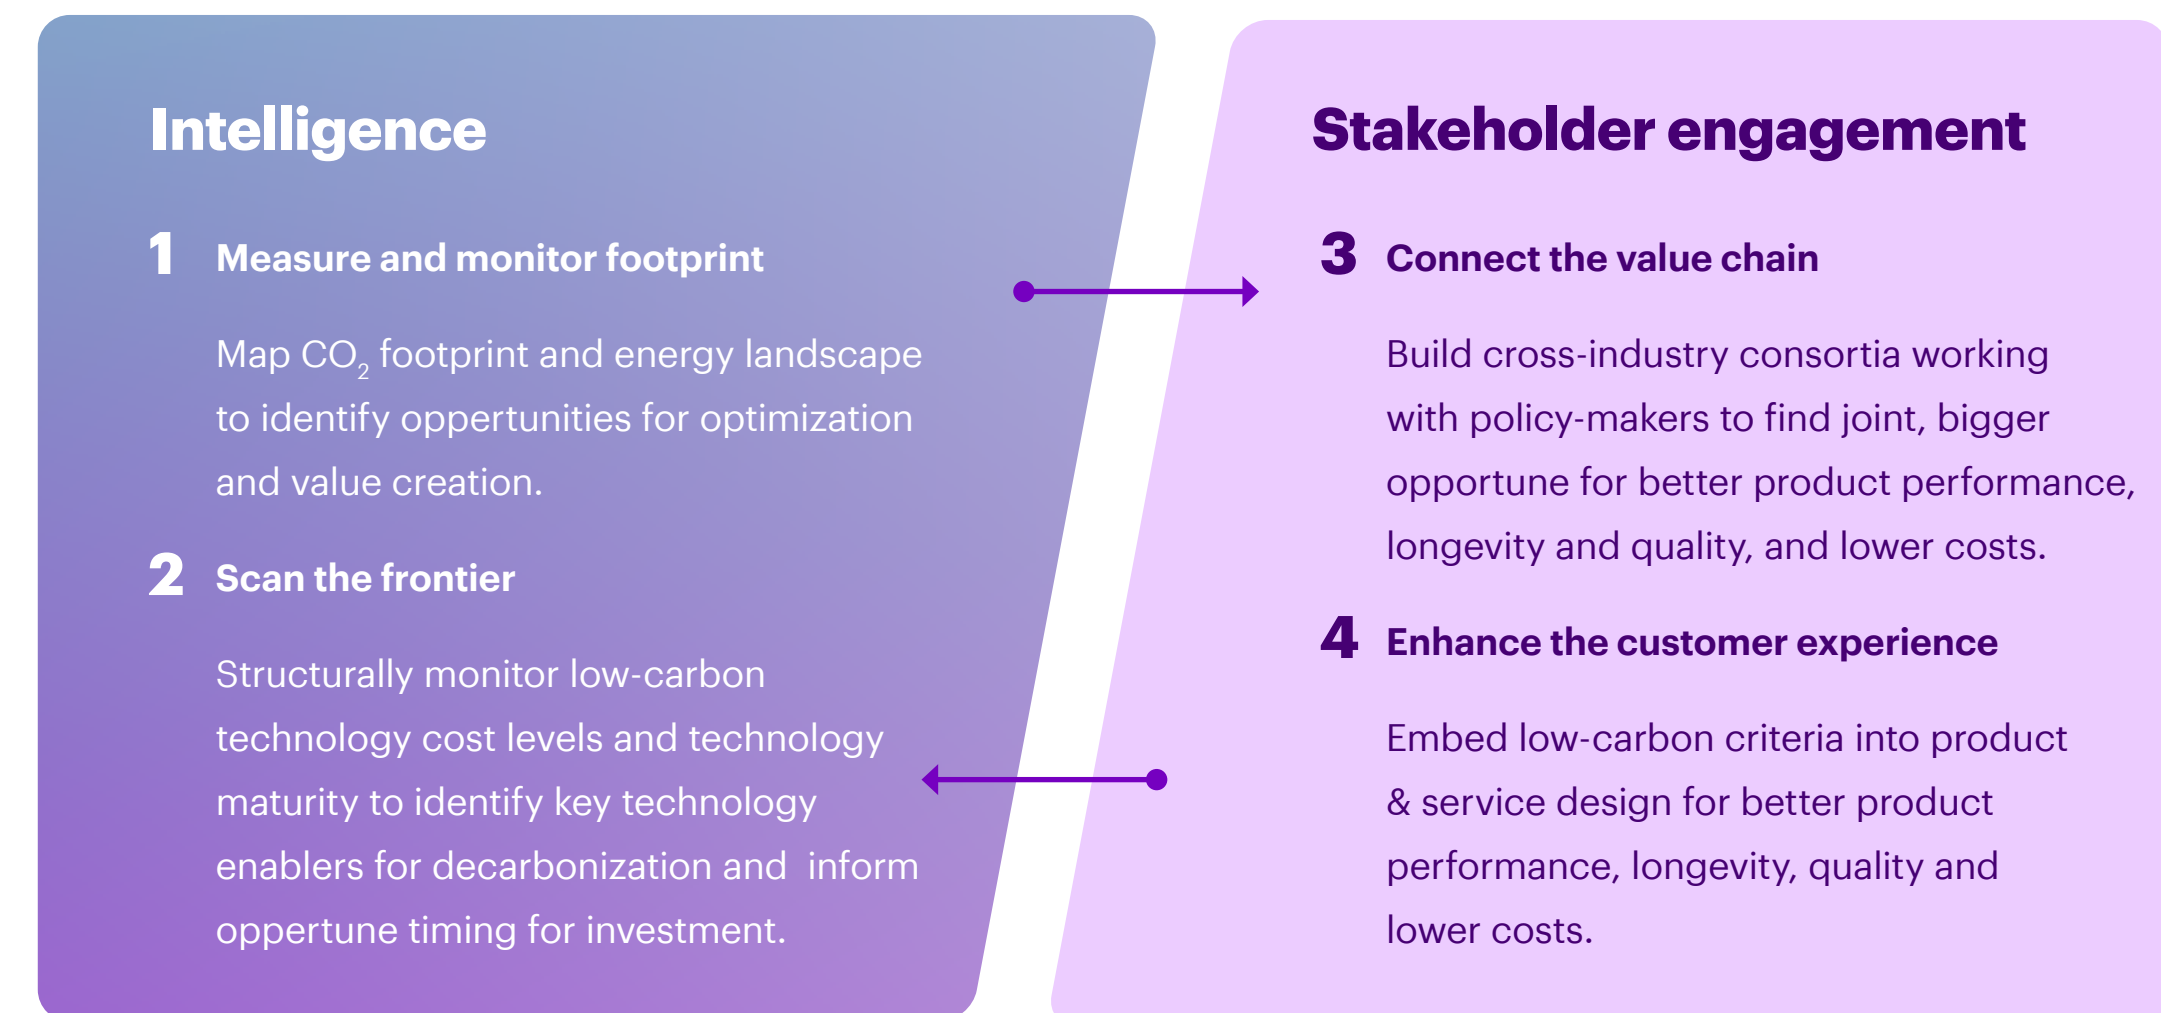 Intelligence
1 Measure and monitor footprint
Map CO₂ footprint and energy landscape
to identify oppertunities for optimization
and value creation.
2 Scan the frontier
Structurally monitor low-carbon
technology cost levels and technology
maturity to identify key technology
enablers for decarbonization and  inform
oppertune timing for investment.
Stakeholder engagement
3 Connect the value chain
Build cross-industry consortia working
with policy-makers to find joint, bigger
opportune for better product performance,
longevity and quality, and lower costs.
4 Enhance the customer experience
Embed low-carbon criteria into product
& service design for better product
performance, longevity, quality and
lower costs.